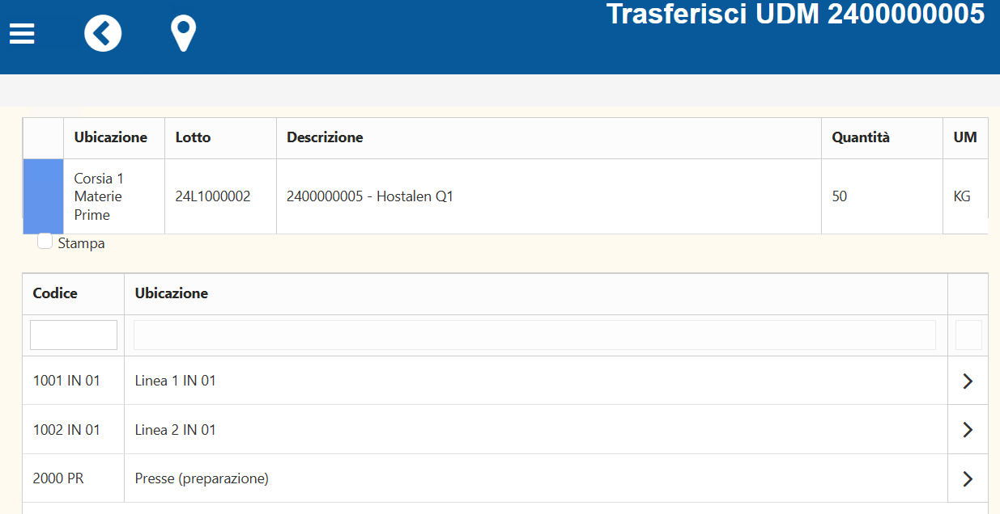 Trasferisci UDM 2400000005
Ubicazione Lotto Descrizione Quantità UM
Corsia 1
Materie
Prime
24L1000002 2400000005 - Hostalen Q1 50 KG
Stampa
Codice Ubicazione
1001 IN 01 Linea 1 IN 01
1002 IN 01 Linea 2 IN 01
2000 PR Presse (preparazione)